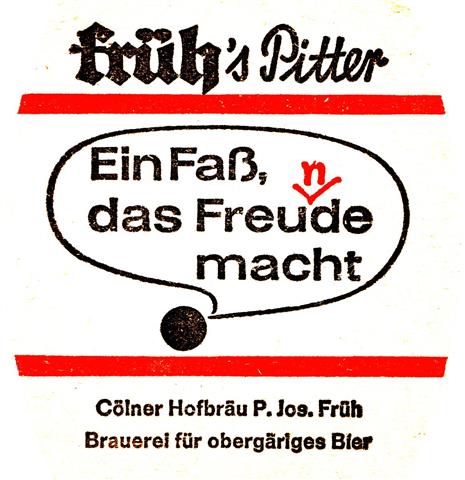 früh's Pitter
Ein Faß,
n
das Freude
macht
Cölner Hofbräu P. Jos. Früh
Brauerei für obergäriges Bier